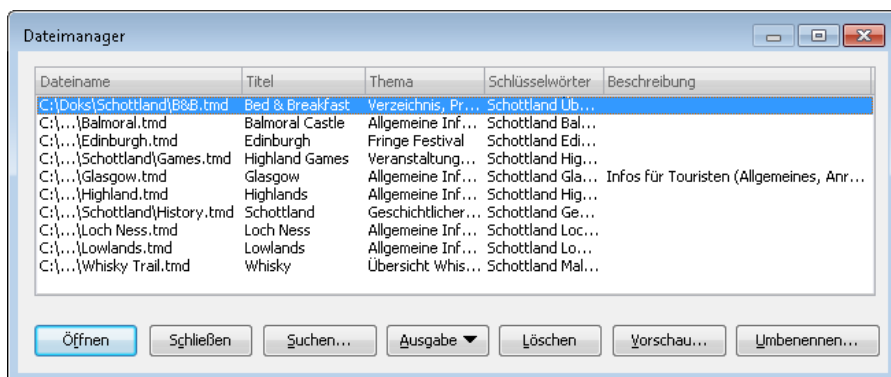 Dateimanager
Dateiname Titel Thema Schlüsselwörter Beschreibung
C:\Doks\Schottland\B&B.tmd Bed & Breakfast Verzeichnis, Pr... Schottland Üb...
C:\...\Balmoral.tmd Balmoral Castle Allgemeine Inf... Schottland Bal...
C:\...\Edinburgh.tmd Edinburgh Fringe Festival Schottland Edi...
C:\...\Schottland\Games.tmd Highland Games Veranstaltung... Schottland Hig...
C:\...\Glasgow.tmd Glasgow Allgemeine Inf... Schottland Gla... Infos für Touristen (Allgemeines, Anr...
C:\...\Highland.tmd Highlands Allgemeine Inf... Schottland Hig...
C:\...\Schottland\History.tmd Schottland Geschichtlicher... Schottland Ge...
C:\...\Loch Ness.tmd Loch Ness Allgemeine Inf... Schottland Loc...
C:\...\Lowlands.tmd Lowlands Allgemeine Inf... Schottland Lo...
C:\...\Whisky Trail.tmd Whisky Übersicht Whis... Schottland Mal...
Öffnen Schließen Suchen... Ausgabe Löschen Vorschau... Umbenennen...